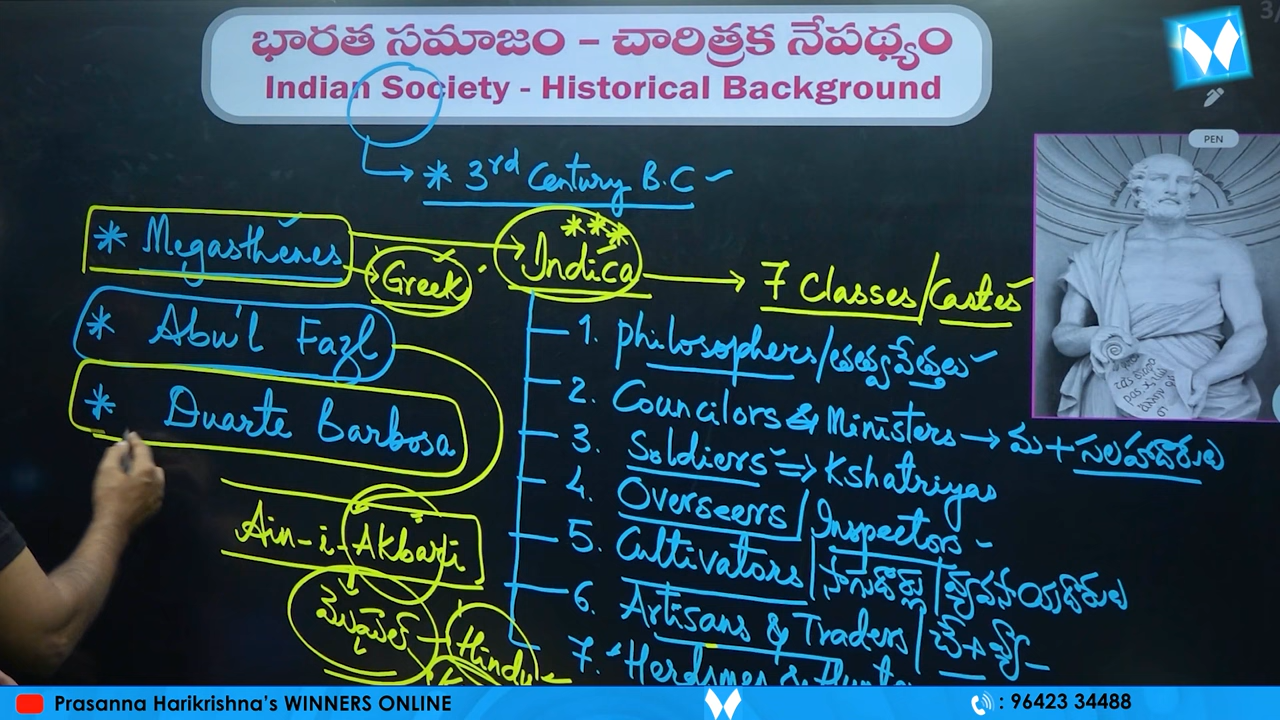 భారత సమాజం – చారిత్రక నేపథ్యం
Indian Society - Historical Background
PEN
* 3rd Century B.C
* Megasthenes
Greek
Indica
7 Classes/Castes
* Abu'l Fazl
1. philosophers/తత్వవేత్తలు
* Duarte Barbosa
2. Councilors & Ministers → మ + సలహాదారులు
3. Soldiers => Kshatriyas
4. Overseers/Inspectors
Ain-i-Akbari
5. Cultivators/సాగుదార్లు/వ్యవసాయదారులు
6. Artisans & Traders/చే + వ్యా
Hindu
7. Herdsmen &
Prasanna Harikrishna's WINNERS ONLINE
: 96423 34488